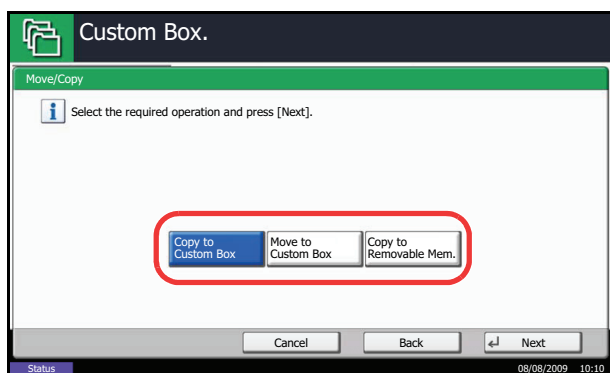 Custom Box.
Move/Copy
Select the required operation and press [Next].
Copy to
Custom Box
Move to
Custom Box
Copy to
Removable Mem.
Cancel
Back
Next
Status
08/08/2009 10:10